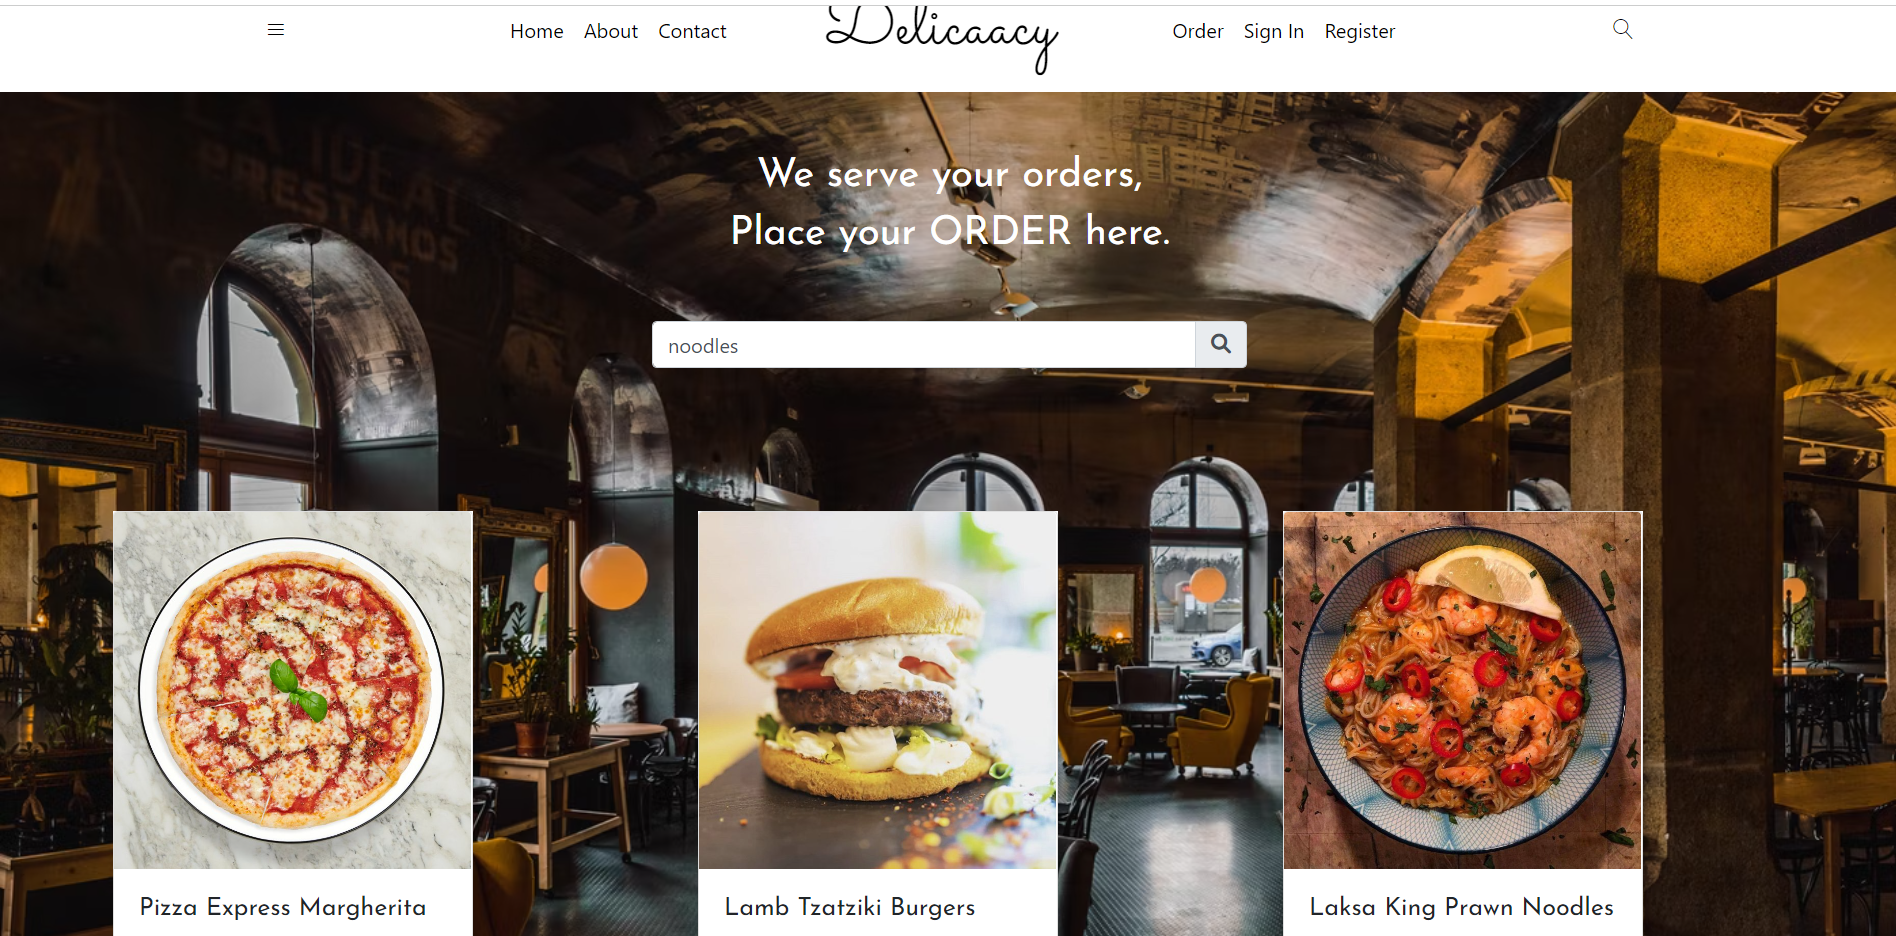 Home About Contact Delicaacy Order Sign In Register
We serve your orders,
Place your ORDER here.
noodles
Pizza Express Margherita
Lamb Tzatziki Burgers
Laksa King Prawn Noodles